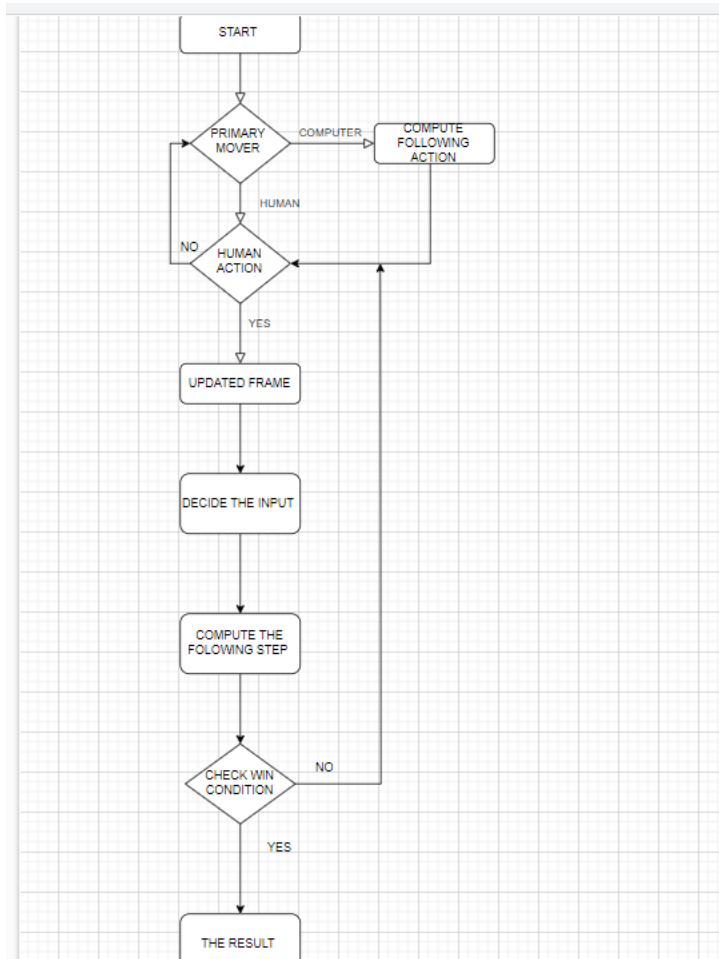 START
PRIMARY
MOVER
COMPUTER
COMPUTE
FOLLOWING
ACTION
HUMAN
NO
HUMAN
ACTION
YES
UPDATED FRAME
DECIDE THE INPUT
COMPUTE THE
FOLOWING STEP
CHECK WIN
CONDITION
NO
YES
THE RESULT